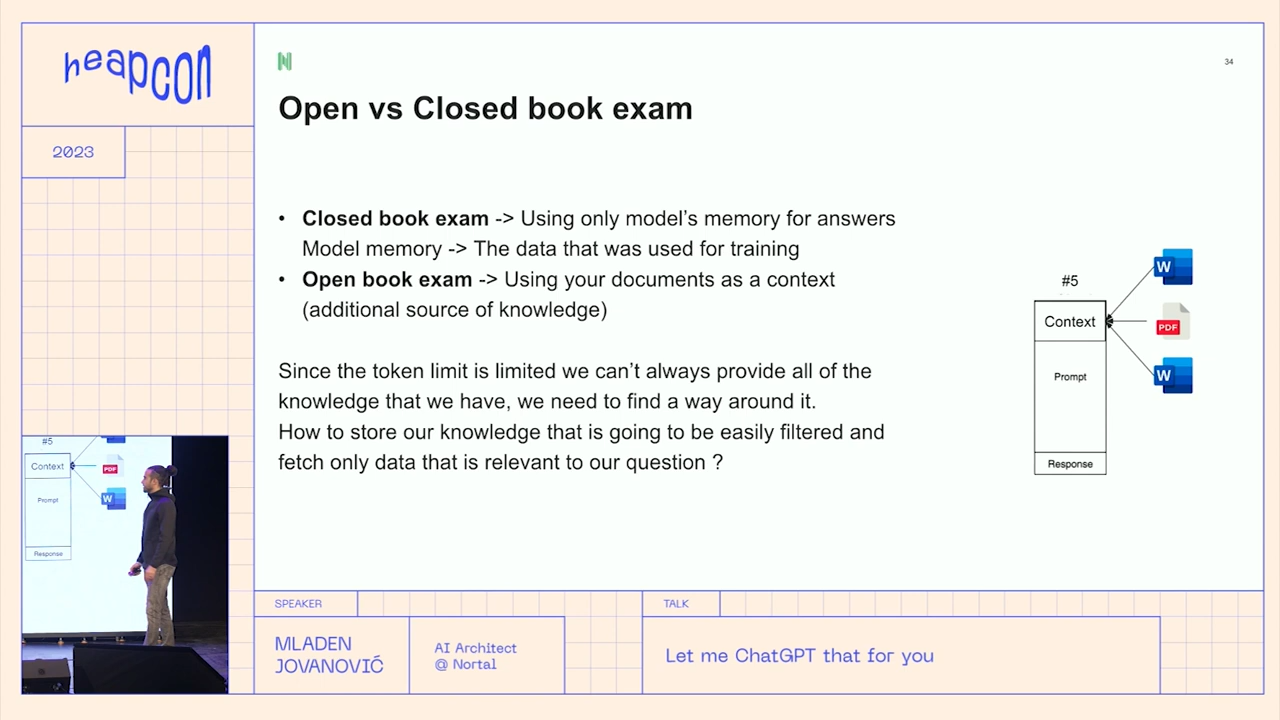 heapcon
2023
N
34
Open vs Closed book exam
• Closed book exam -> Using only model’s memory for answers
Model memory -> The data that was used for training
• Open book exam -> Using your documents as a context
(additional source of knowledge)
Since the token limit is limited we can’t always provide all of the
knowledge that we have, we need to find a way around it.
How to store our knowledge that is going to be easily filtered and
fetch only data that is relevant to our question ?
#5
Context
Prompt
Response
W
PDF
W
#5
Context
Prompt
Response
PDF
W
SPEAKER
MLADEN
JOVANOVIĆ
AI Architect
@ Nortal
TALK
Let me ChatGPT that for you